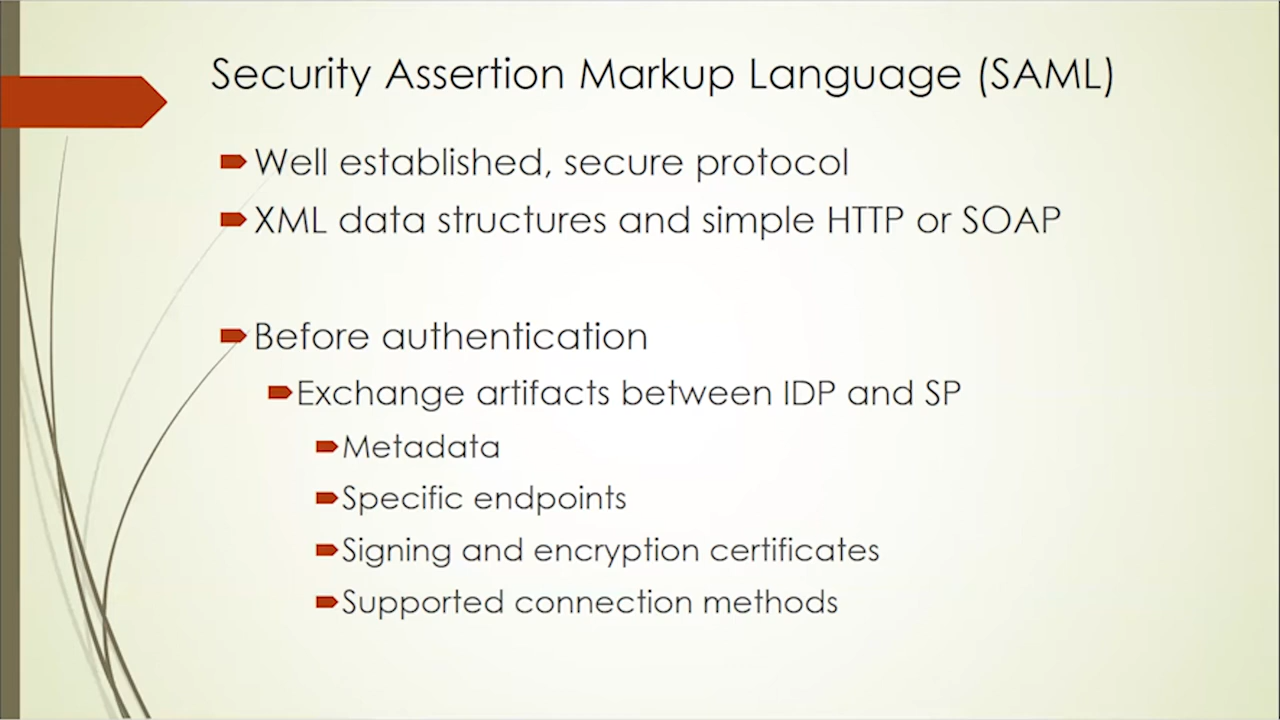 Security Assertion Markup Language (SAML)
Well established, secure protocol
XML data structures and simple HTTP or SOAP
Before authentication
Exchange artifacts between IDP and SP
Metadata
Specific endpoints
Signing and encryption certificates
Supported connection methods